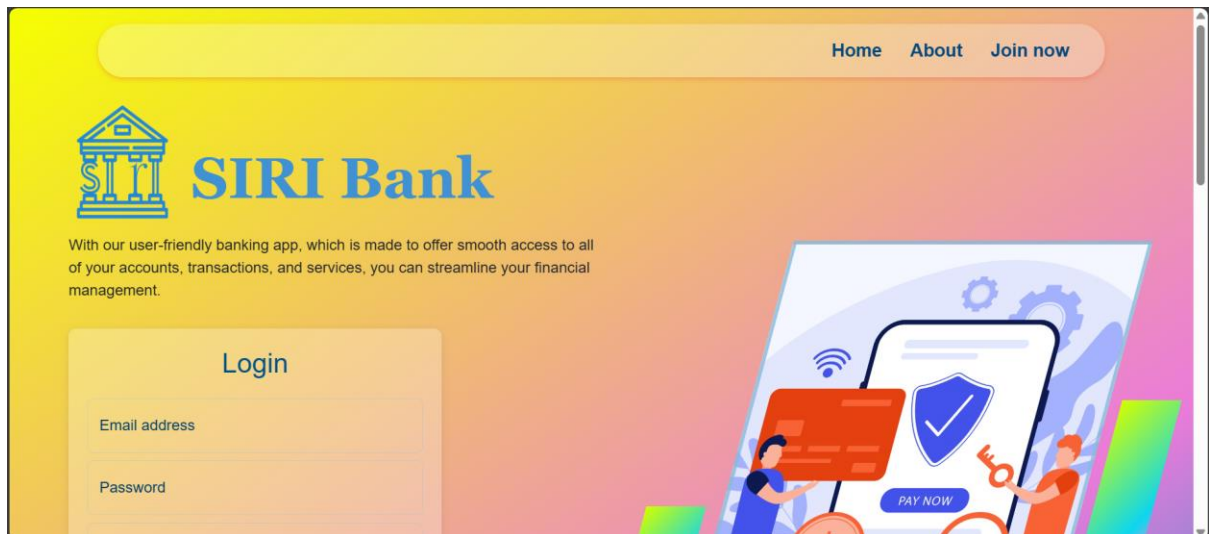 Home About Join now
siri
SIRI Bank
With our user-friendly banking app, which is made to offer smooth access to all
of your accounts, transactions, and services, you can streamline your financial
management.
Login
Email address
Password
PAY NOW